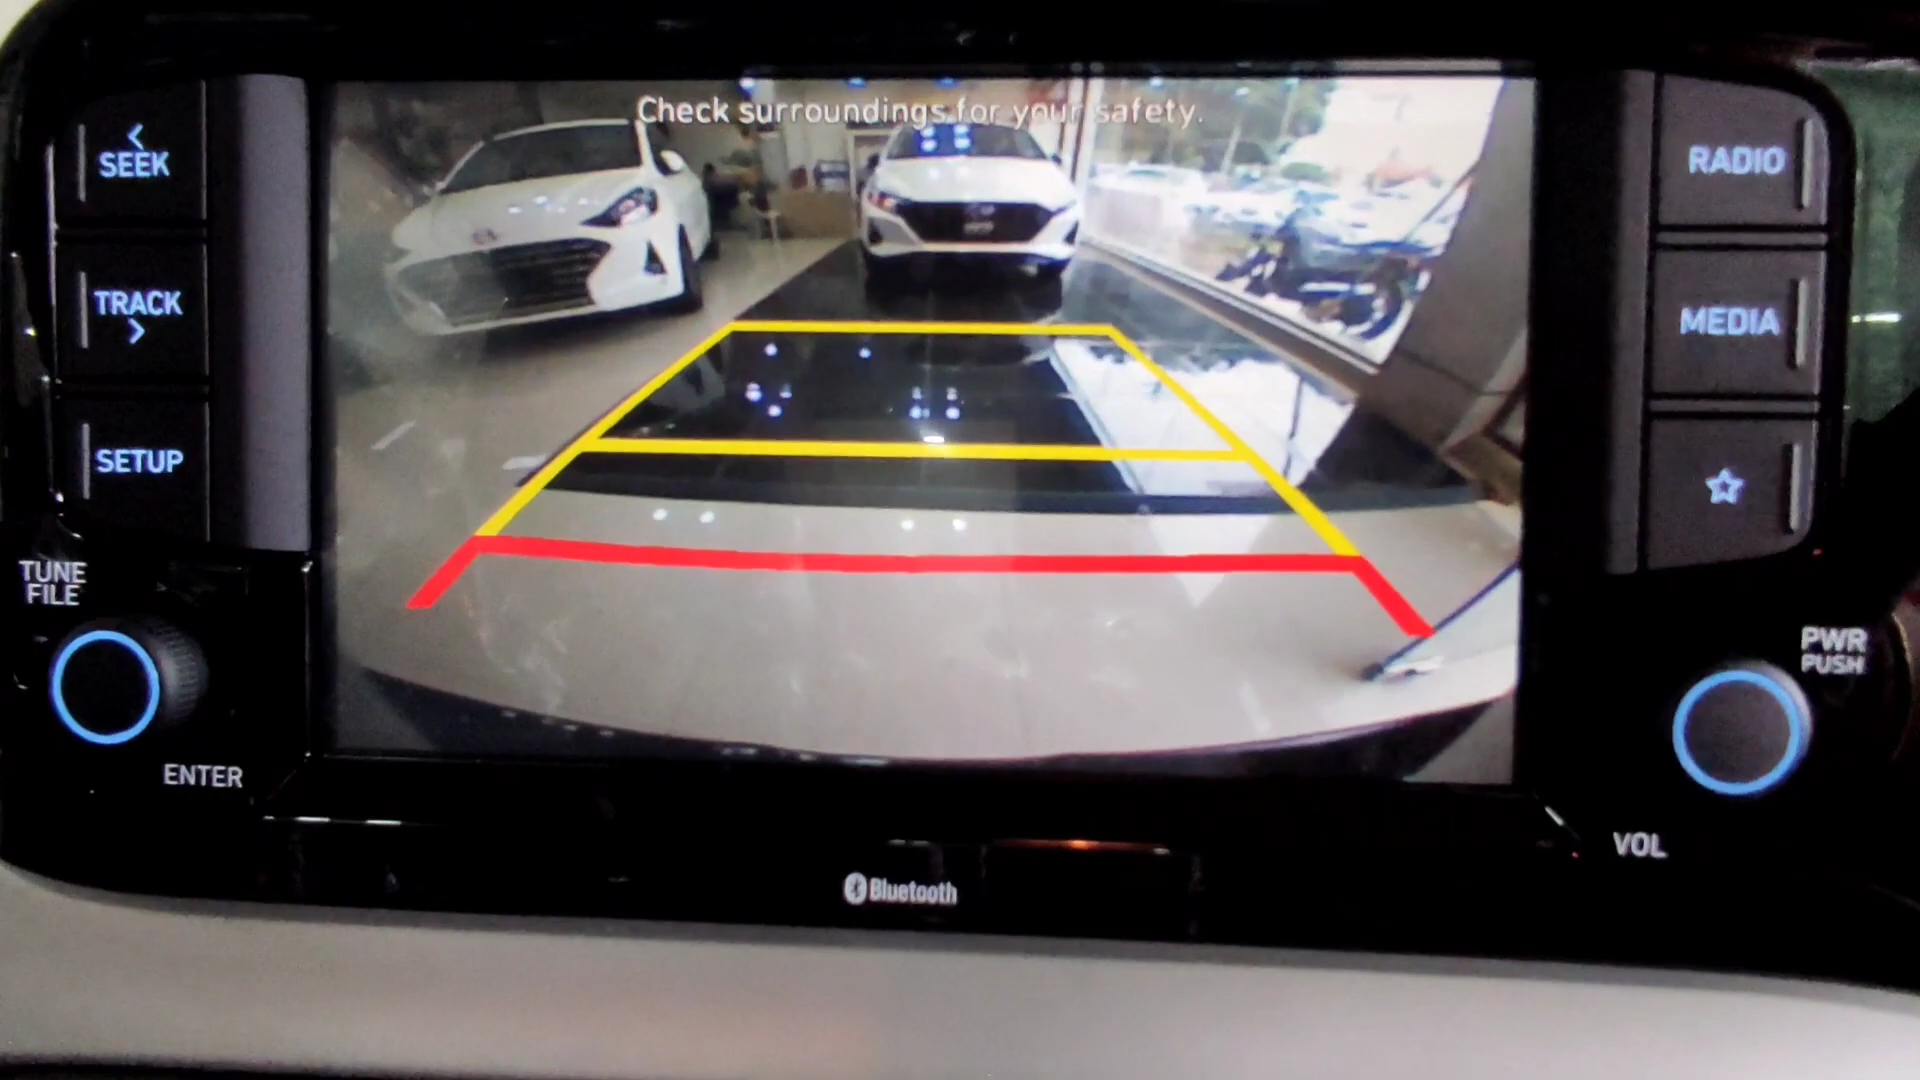 Check surroundings for your safety.
<
SEEK
TRACK
>
SETUP
TUNE
FILE
ENTER
RADIO
MEDIA
PWR
PUSH
VOL
Bluetooth